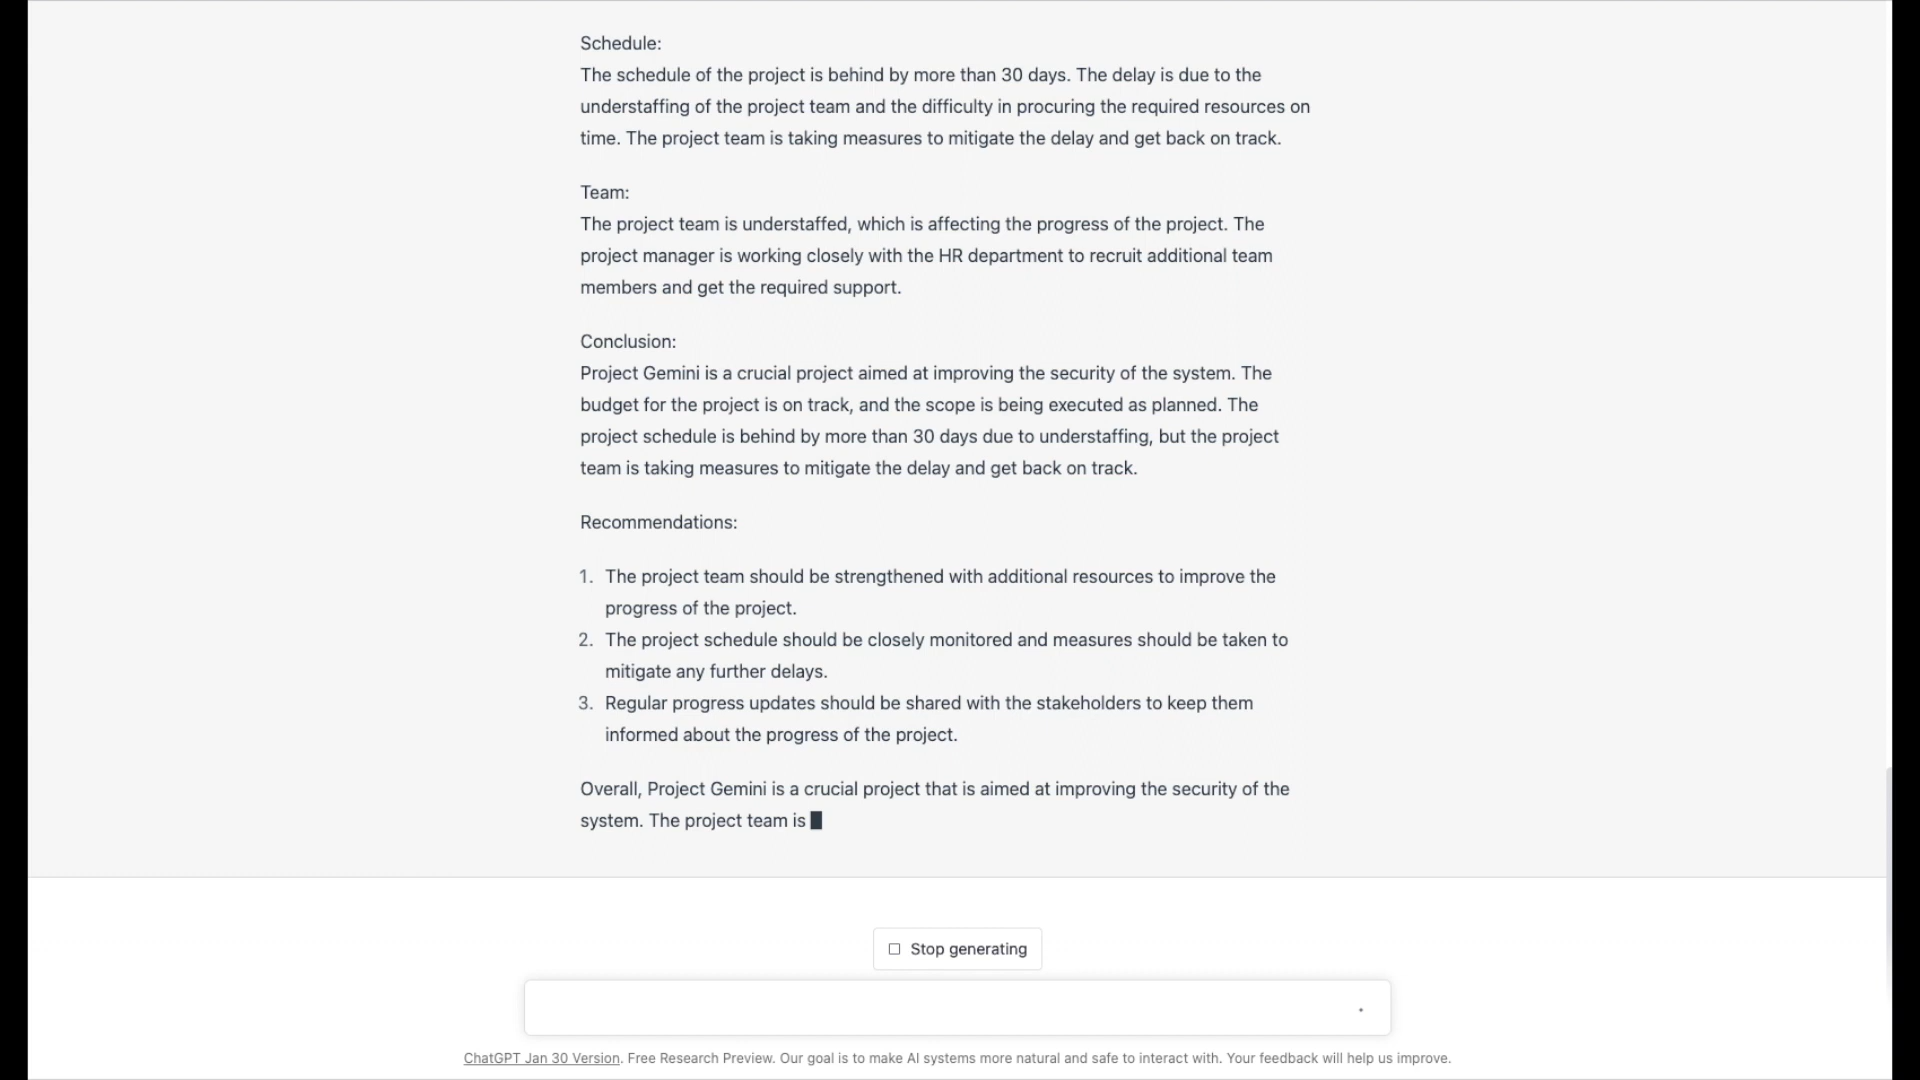 Schedule:
The schedule of the project is behind by more than 30 days. The delay is due to the
understaffing of the project team and the difficulty in procuring the required resources on
time. The project team is taking measures to mitigate the delay and get back on track.
Team:
The project team is understaffed, which is affecting the progress of the project. The
project manager is working closely with the HR department to recruit additional team
members and get the required support.
Conclusion:
Project Gemini is a crucial project aimed at improving the security of the system. The
budget for the project is on track, and the scope is being executed as planned. The
project schedule is behind by more than 30 days due to understaffing, but the project
team is taking measures to mitigate the delay and get back on track.
Recommendations:
1. The project team should be strengthened with additional resources to improve the
progress of the project.
2. The project schedule should be closely monitored and measures should be taken to
mitigate any further delays.
3. Regular progress updates should be shared with the stakeholders to keep them
informed about the progress of the project.
Overall, Project Gemini is a crucial project that is aimed at improving the security of the
system. The project team is
Stop generating
ChatGPT Jan 30 Version. Free Research Preview. Our goal is to make AI systems more natural and safe to interact with. Your feedback will help us improve.